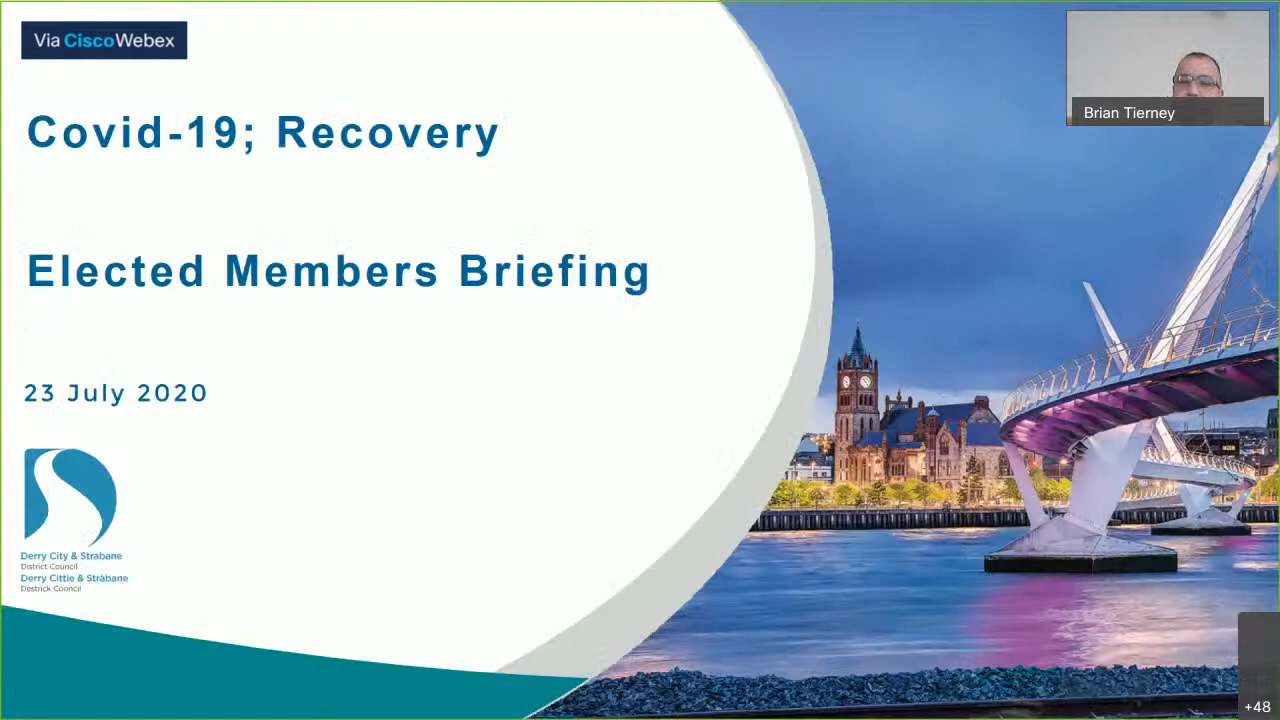 Via CiscoWebex
Brian Tierney
Covid-19; Recovery
Elected Members Briefing
23 July 2020
Derry City & Strabane
District Council
Derry Cittie & Stràbane
Destrick Cooncil
+48